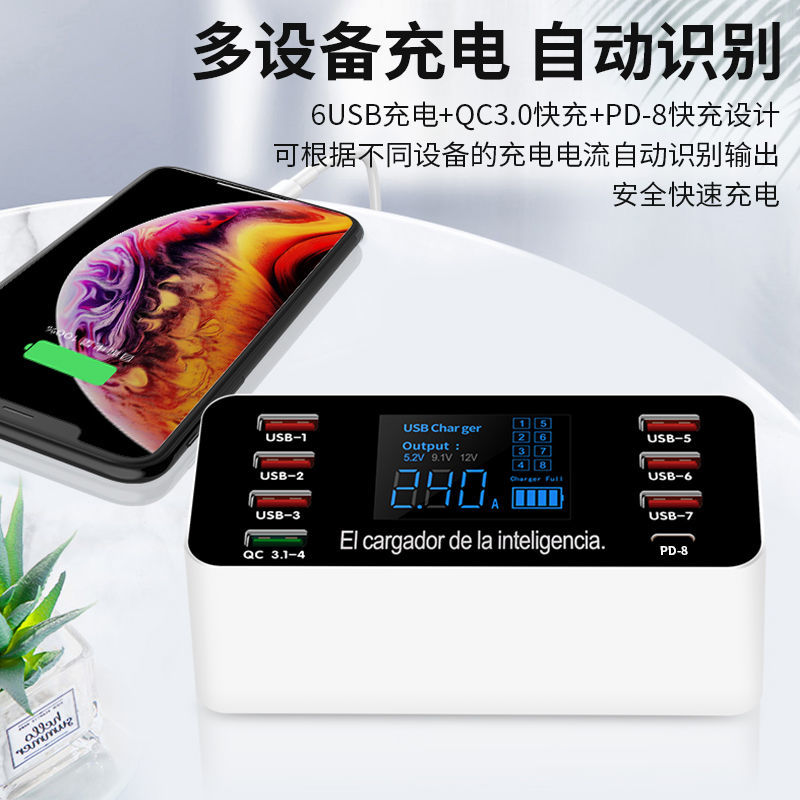 多设备充电 自动识别
6USB充电+QC3.0快充+PD-8快充设计
可根据不同设备的充电电流自动识别输出
安全快速充电
USB-1
USB-2
USB-3
QC 3.1-4
USB Charger
Output :
5.2V 9.1V 12V
2.40 A
1 5
2 6
3 7
4 8
Charger Full
USB-5
USB-6
USB-7
PD-8
El cargador de la inteligencia.
hello
summer